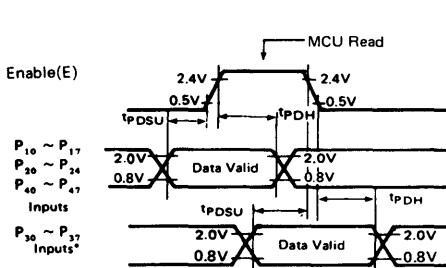 MCU Read
Enable(E)
2.4V
2.4V
0.5V
0.5V
tPDSU
tPDH
P10 ~ P17
P20 ~ P24
P40 ~ P47
Inputs
2.0V
0.8V
Data Valid
2.0V
0.8V
tPDSU
tPDH
P30 ~ P37
Inputs*
2.0V
0.8V
Data Valid
2.0V
0.8V